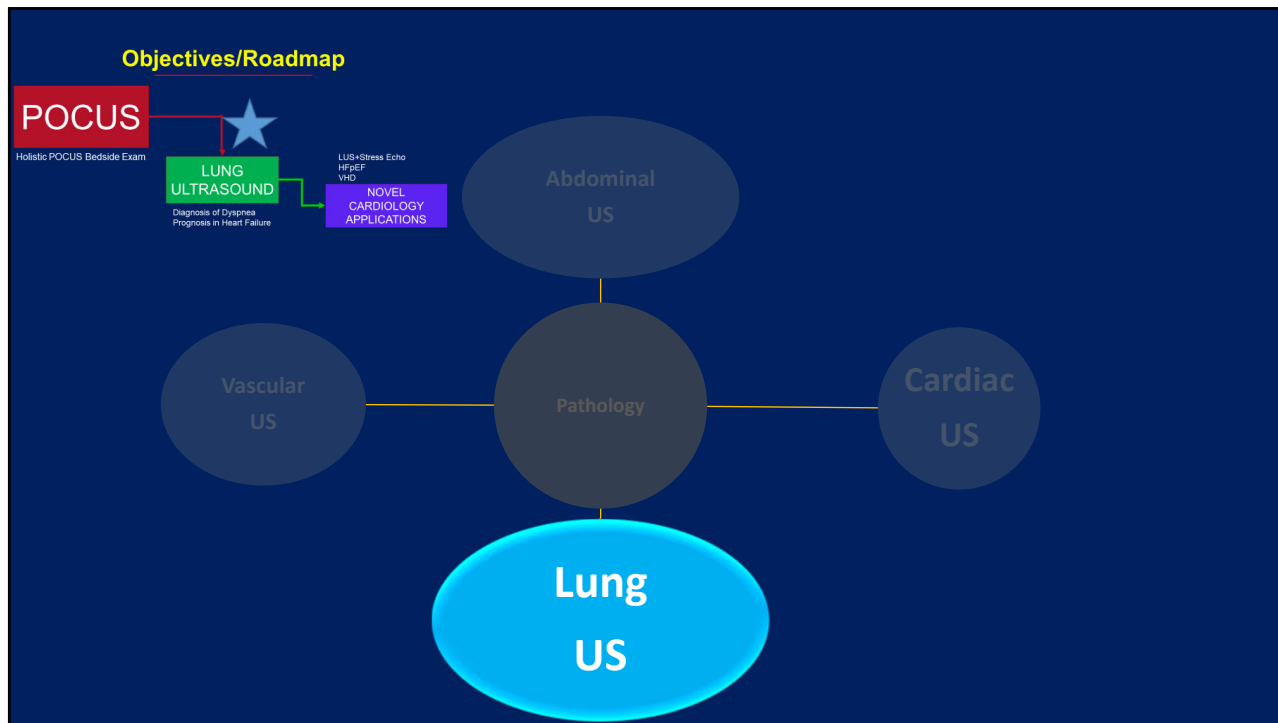 Objectives/Roadmap
POCUS
Holistic POCUS Bedside Exam
LUNG
ULTRASOUND
Diagnosis of Dyspnea
Prognosis in Heart Failure
LUS+Stress Echo
HFpEF
VHD
NOVEL
CARDIOLOGY
APPLICATIONS
Abdominal
US
Vascular
US
Pathology
Cardiac
US
Lung
US